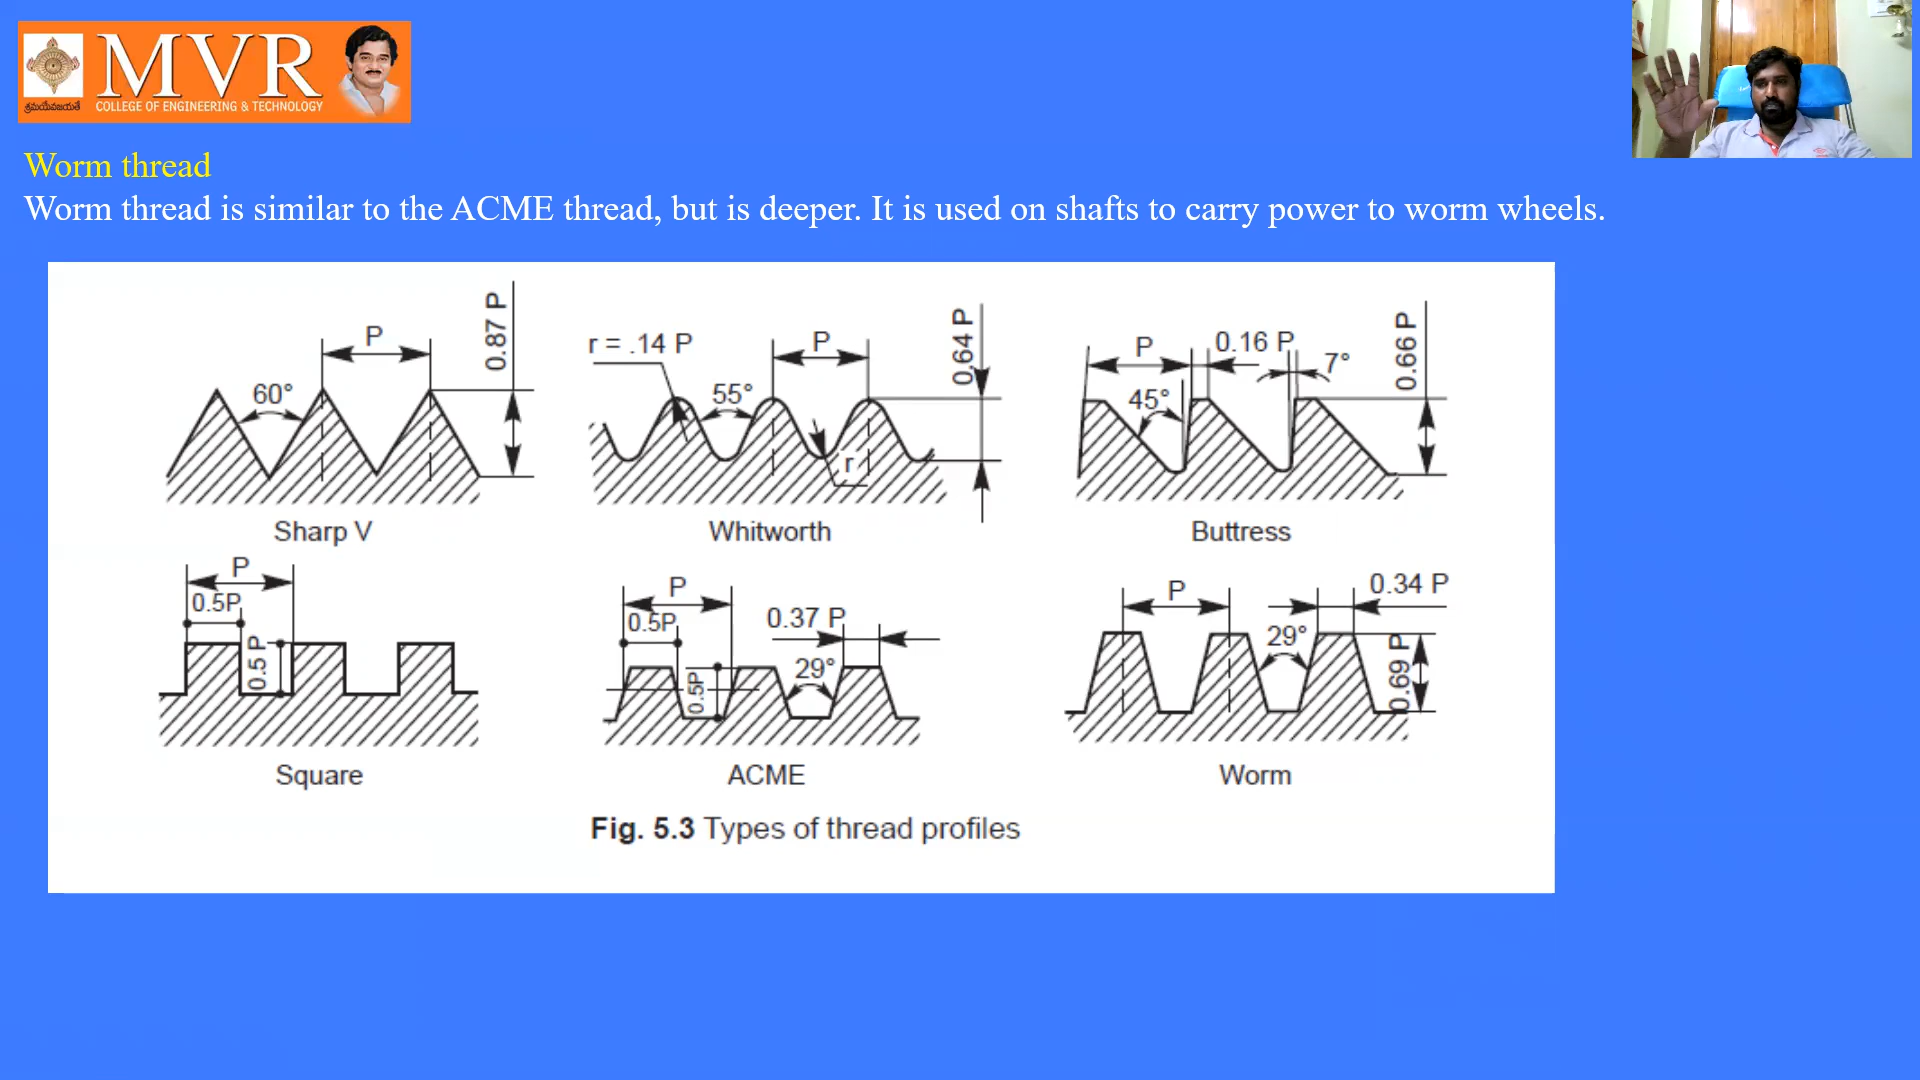 MVR
COLLEGE OF ENGINEERING & TECHNOLOGY
శ్రమయేవజయతే
Worm thread
Worm thread is similar to the ACME thread, but is deeper. It is used on shafts to carry power to worm wheels.
P
0.87 P
60°
Sharp V
r = .14 P
P
0.64 P
55°
r
Whitworth
P
0.16 P
7°
0.66 P
45°
Buttress
P
0.5P
0.5 P
Square
P
0.5P
0.37 P
0.5P
29°
ACME
P
0.34 P
29°
0.69 P
Worm
Fig. 5.3 Types of thread profiles